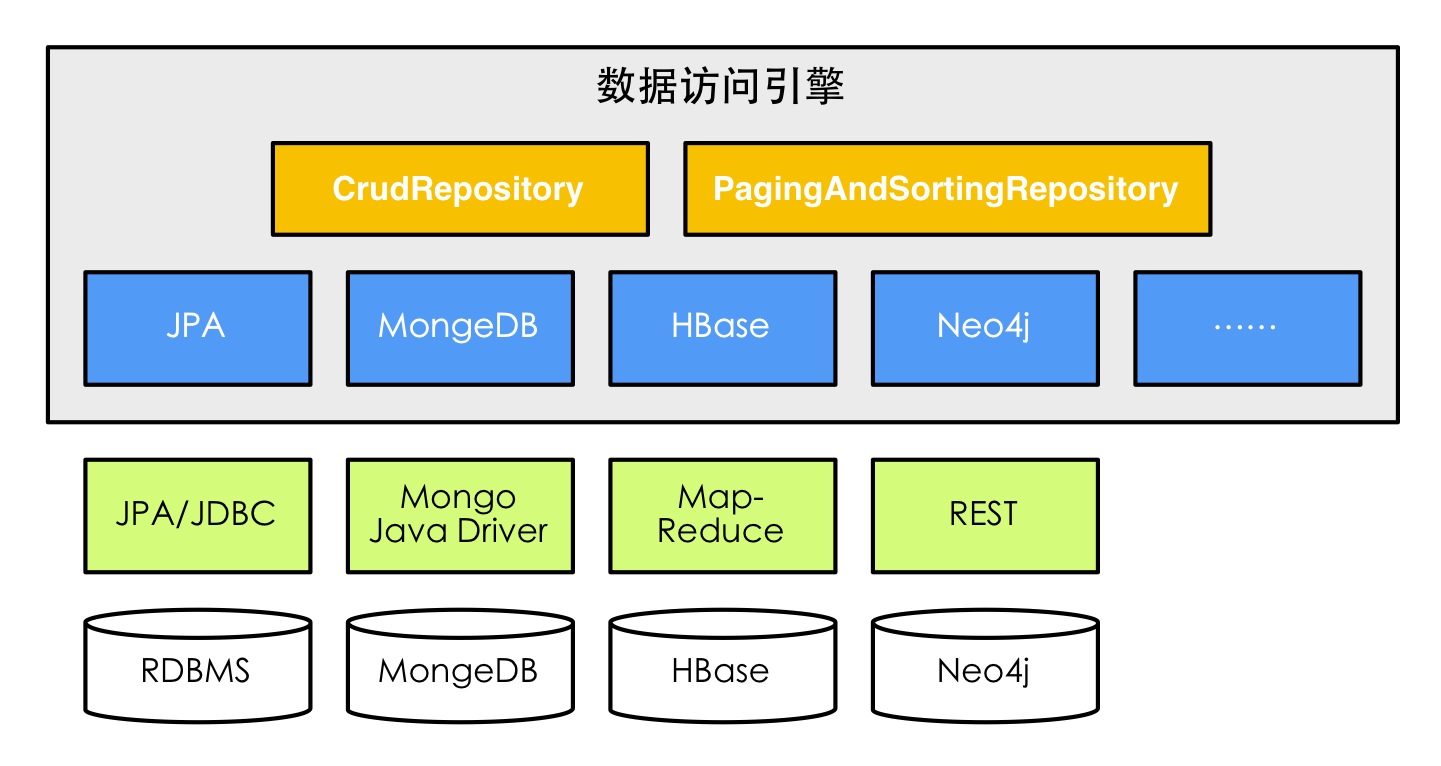 数据访问引擎
CrudRepository
PagingAndSortingRepository
JPA
MongeDB
HBase
Neo4j
······
JPA/JDBC
Mongo
Java Driver
Map-
Reduce
REST
RDBMS
MongeDB
HBase
Neo4j